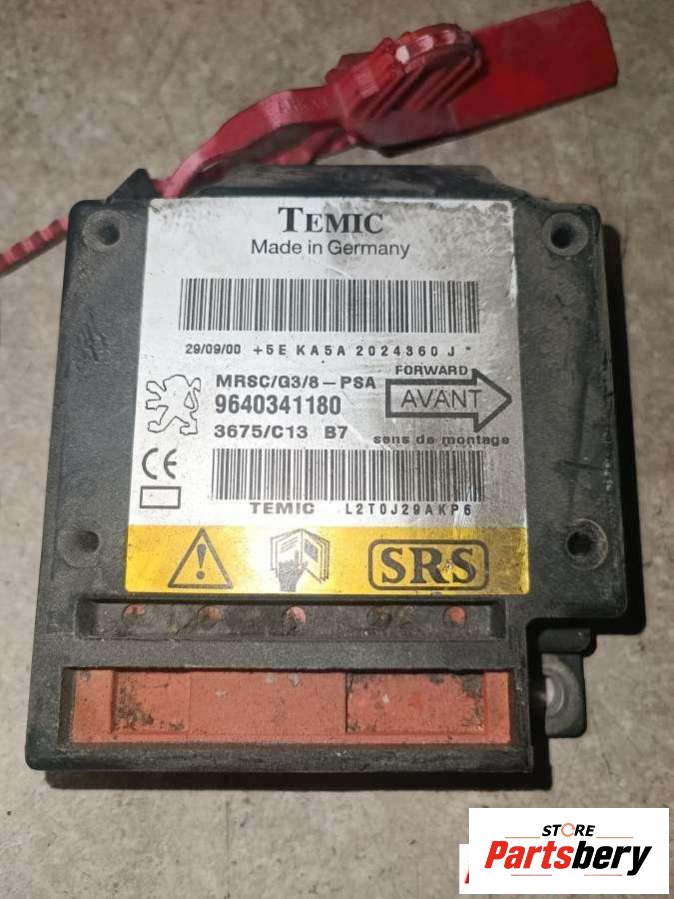 TEMIC
Made in Germany
29/09/00 +5E KA5A 2024360 J *
MRSC/G3/8-PSA
FORWARD
9640341180
AVANT
3675/C13 B7
sens de montage
CE
TEMIC L2T0J29AKP6
SRS
STORE
Partsbery